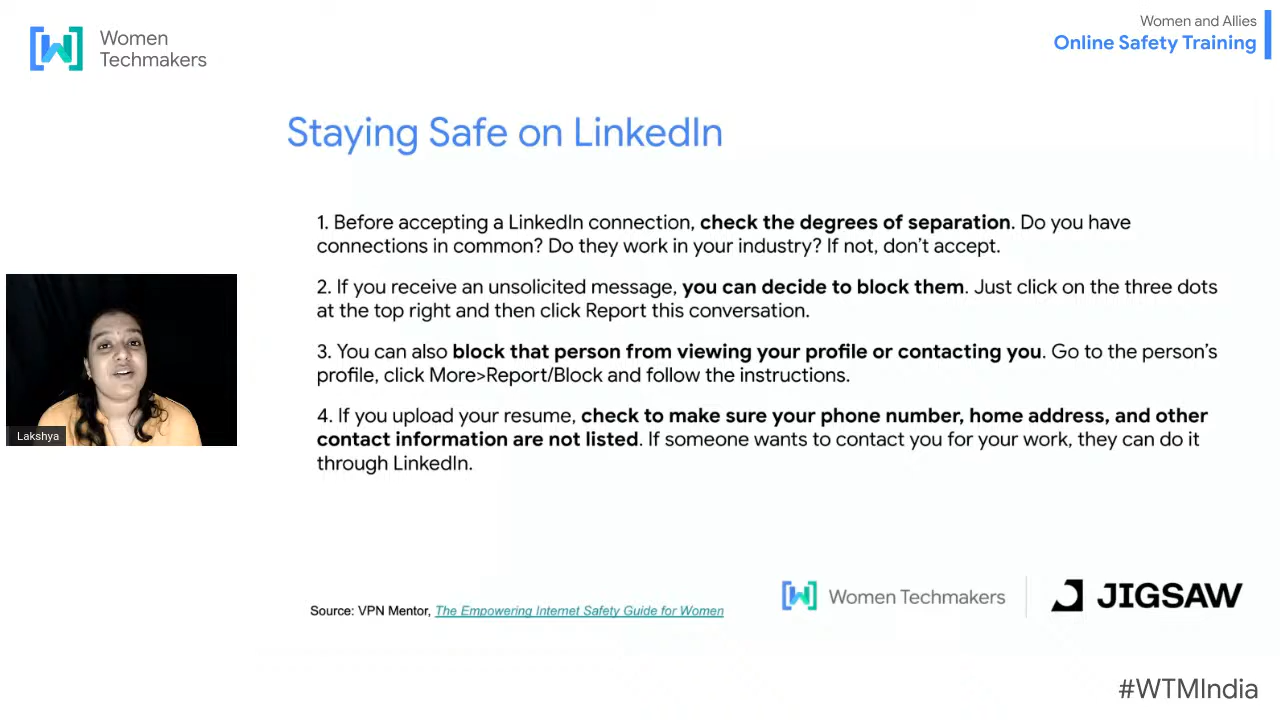 Women
Techmakers
Women and Allies
Online Safety Training
Staying Safe on LinkedIn
1. Before accepting a LinkedIn connection, check the degrees of separation. Do you have
connections in common? Do they work in your industry? If not, don’t accept.
2. If you receive an unsolicited message, you can decide to block them. Just click on the three dots
at the top right and then click Report this conversation.
3. You can also block that person from viewing your profile or contacting you. Go to the person’s
profile, click More>Report/Block and follow the instructions.
4. If you upload your resume, check to make sure your phone number, home address, and other
contact information are not listed. If someone wants to contact you for your work, they can do it
through LinkedIn.
Lakshya
Source: VPN Mentor, The Empowering Internet Safety Guide for Women
Women Techmakers
JIGSAW
#WTMIndia